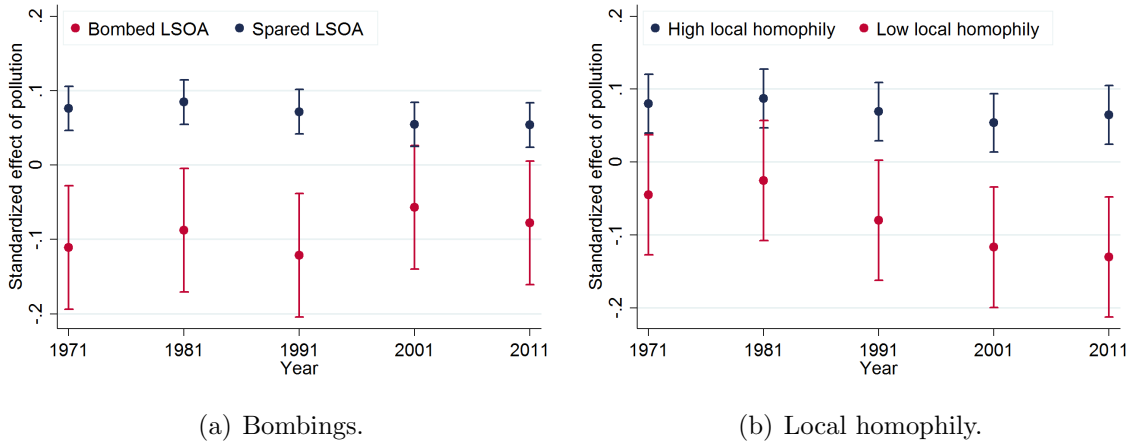 Standardized effect of pollution
.2
.1
0
-.1
-.2
Bombed LSOA Spared LSOA
1971 1981 1991 2001 2011
Year
(a) Bombings.
Standardized effect of pollution
.2
.1
0
-.1
-.2
High local homophily Low local homophily
1971 1981 1991 2001 2011
Year
(b) Local homophily.